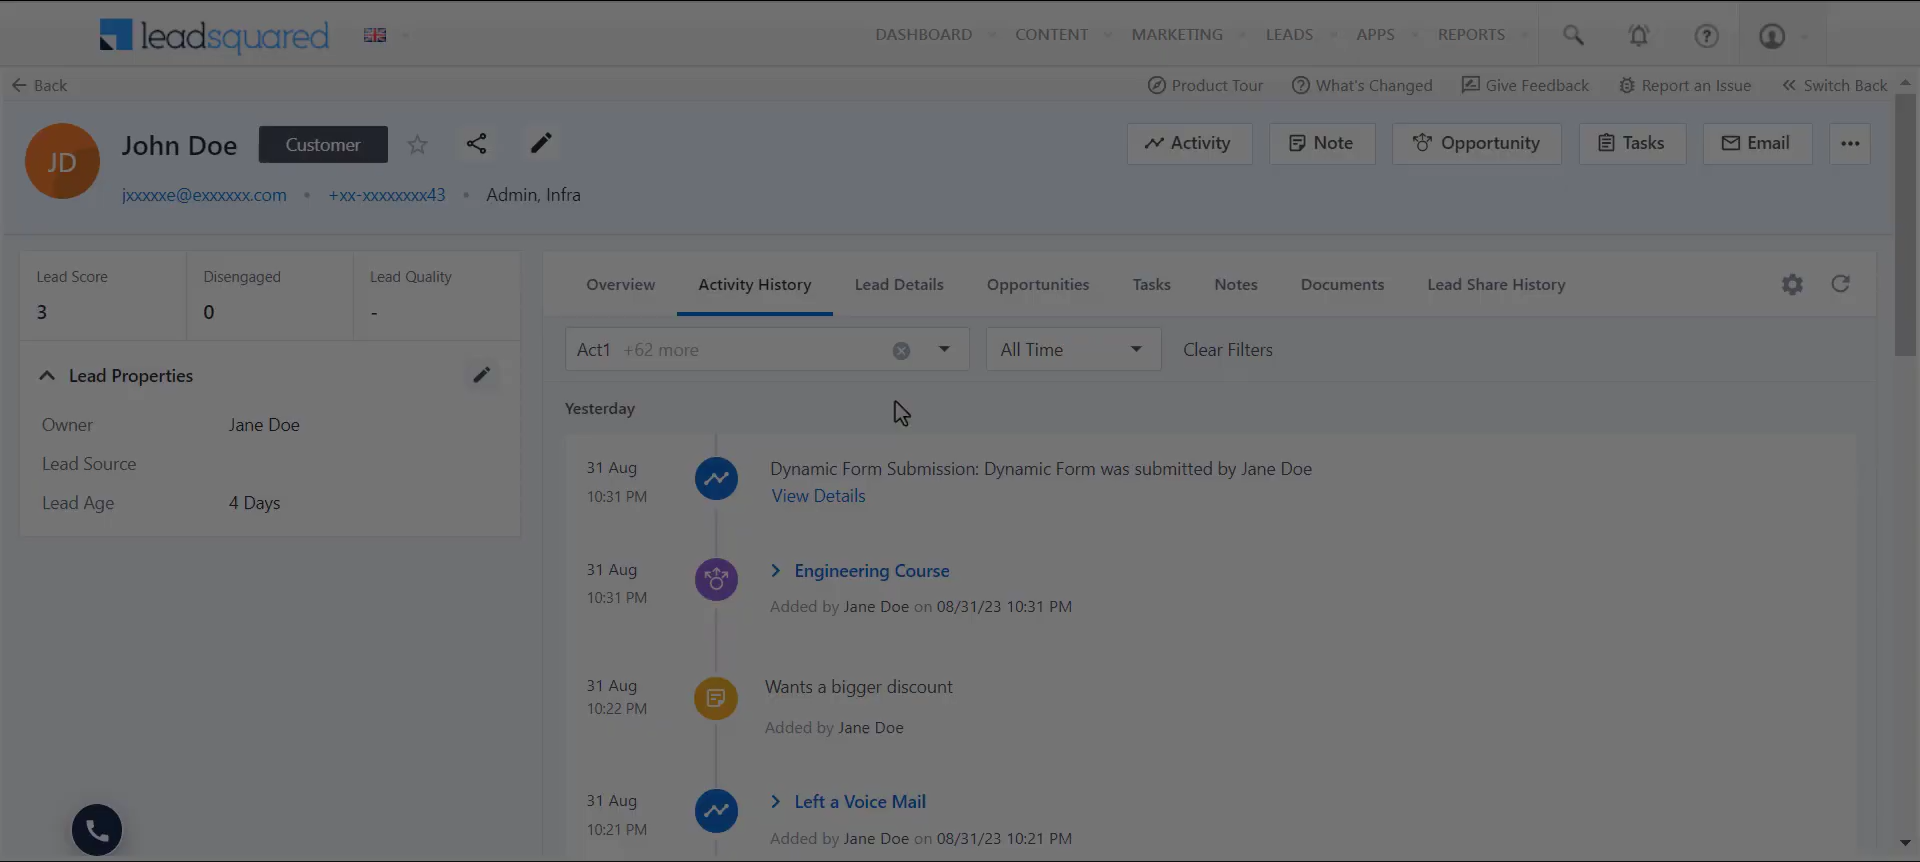 leadsquared
DASHBOARD CONTENT MARKETING LEADS APPS REPORTS
Back
Product Tour What's Changed Give Feedback Report an Issue Switch Back
JD
John Doe Customer
Activity Note Opportunity Tasks Email
jxxxxxe@exxxxxx.com • +xx-xxxxxxxx43 • Admin, Infra
Lead Score Disengaged Lead Quality
3 0 -
Lead Properties
Owner Jane Doe
Lead Source
Lead Age 4 Days
Overview Activity History Lead Details Opportunities Tasks Notes Documents Lead Share History
Act1 +62 more All Time Clear Filters
Yesterday
31 Aug
10:31 PM
Dynamic Form Submission: Dynamic Form was submitted by Jane Doe
View Details
31 Aug
10:31 PM
Engineering Course
Added by Jane Doe on 08/31/23 10:31 PM
31 Aug
10:22 PM
Wants a bigger discount
Added by Jane Doe
31 Aug
10:21 PM
Left a Voice Mail
Added by Jane Doe on 08/31/23 10:21 PM